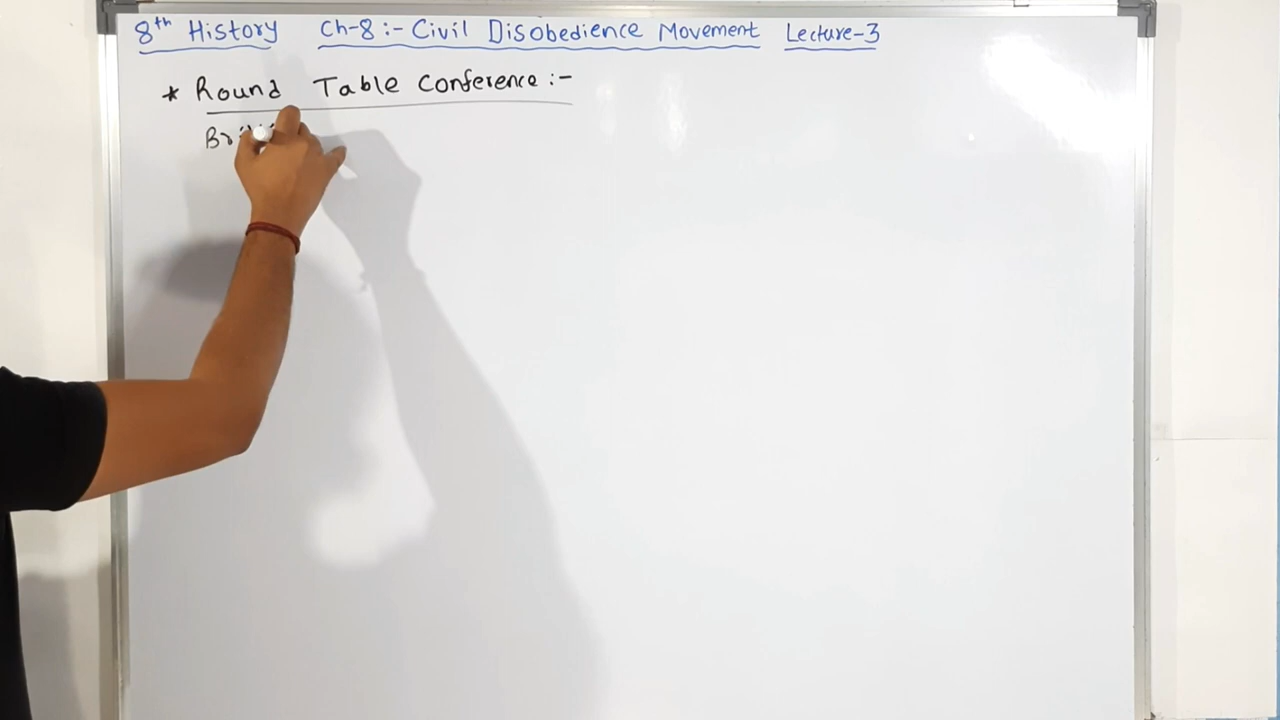 8th History Ch-8 :- Civil Disobedience Movement Lecture-3
* Round Table Conference :-